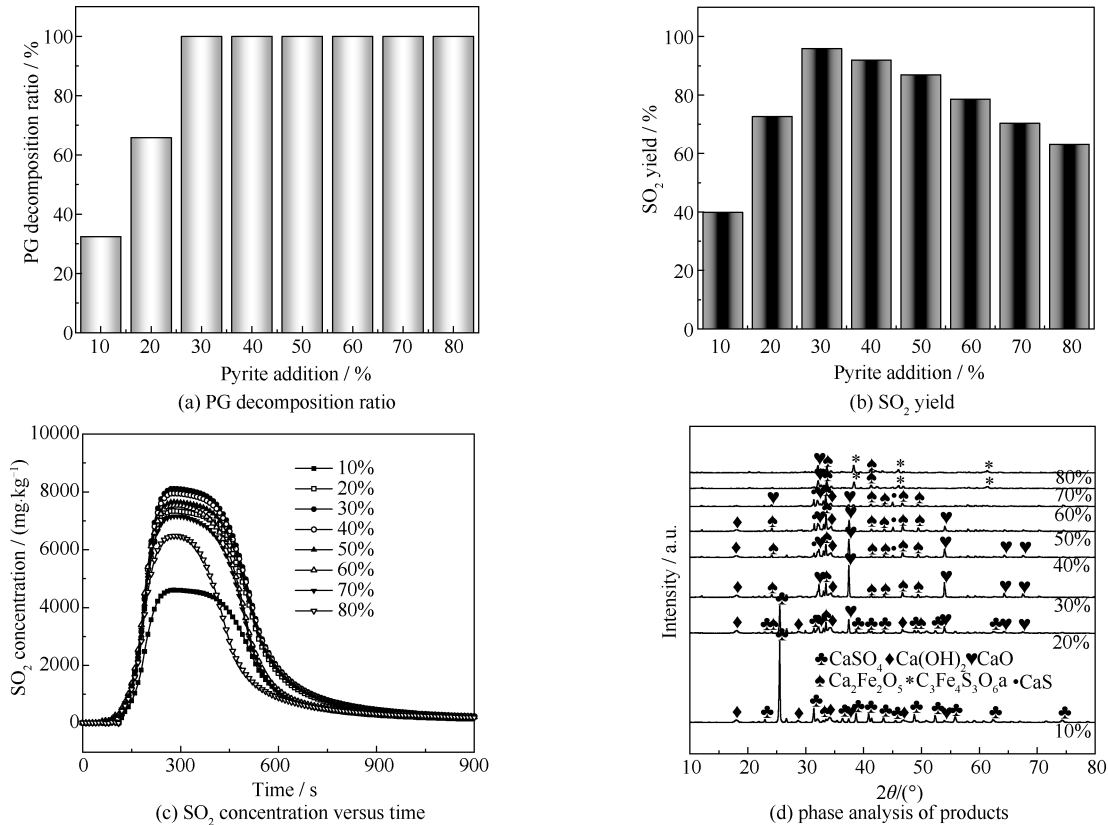 PG decomposition ratio / %
100
80
60
40
20
0
10 20 30 40 50 60 70 80
Pyrite addition / %
(a) PG decomposition ratio
SO₂ yield / %
100
80
60
40
20
0
10 20 30 40 50 60 70 80
Pyrite addition / %
(b) SO₂ yield
SO₂ concentration / (mg·kg⁻¹)
10000
8000
6000
4000
2000
0
10%
20%
30%
40%
50%
60%
70%
80%
0 300 600 900 900
Time / s
(c) SO₂ concentration versus time
Intensity / a.u.
80%
70%
60%
50%
40%
30%
20%
♣CaSO₄ ♦Ca(OH)₂ ♥CaO
♠Ca₂Fe₂O₅ *C₃Fe₄S₃O₆a •CaS
10%
10 20 30 40 50 60 70 80
2θ/(°)
(d) phase analysis of products